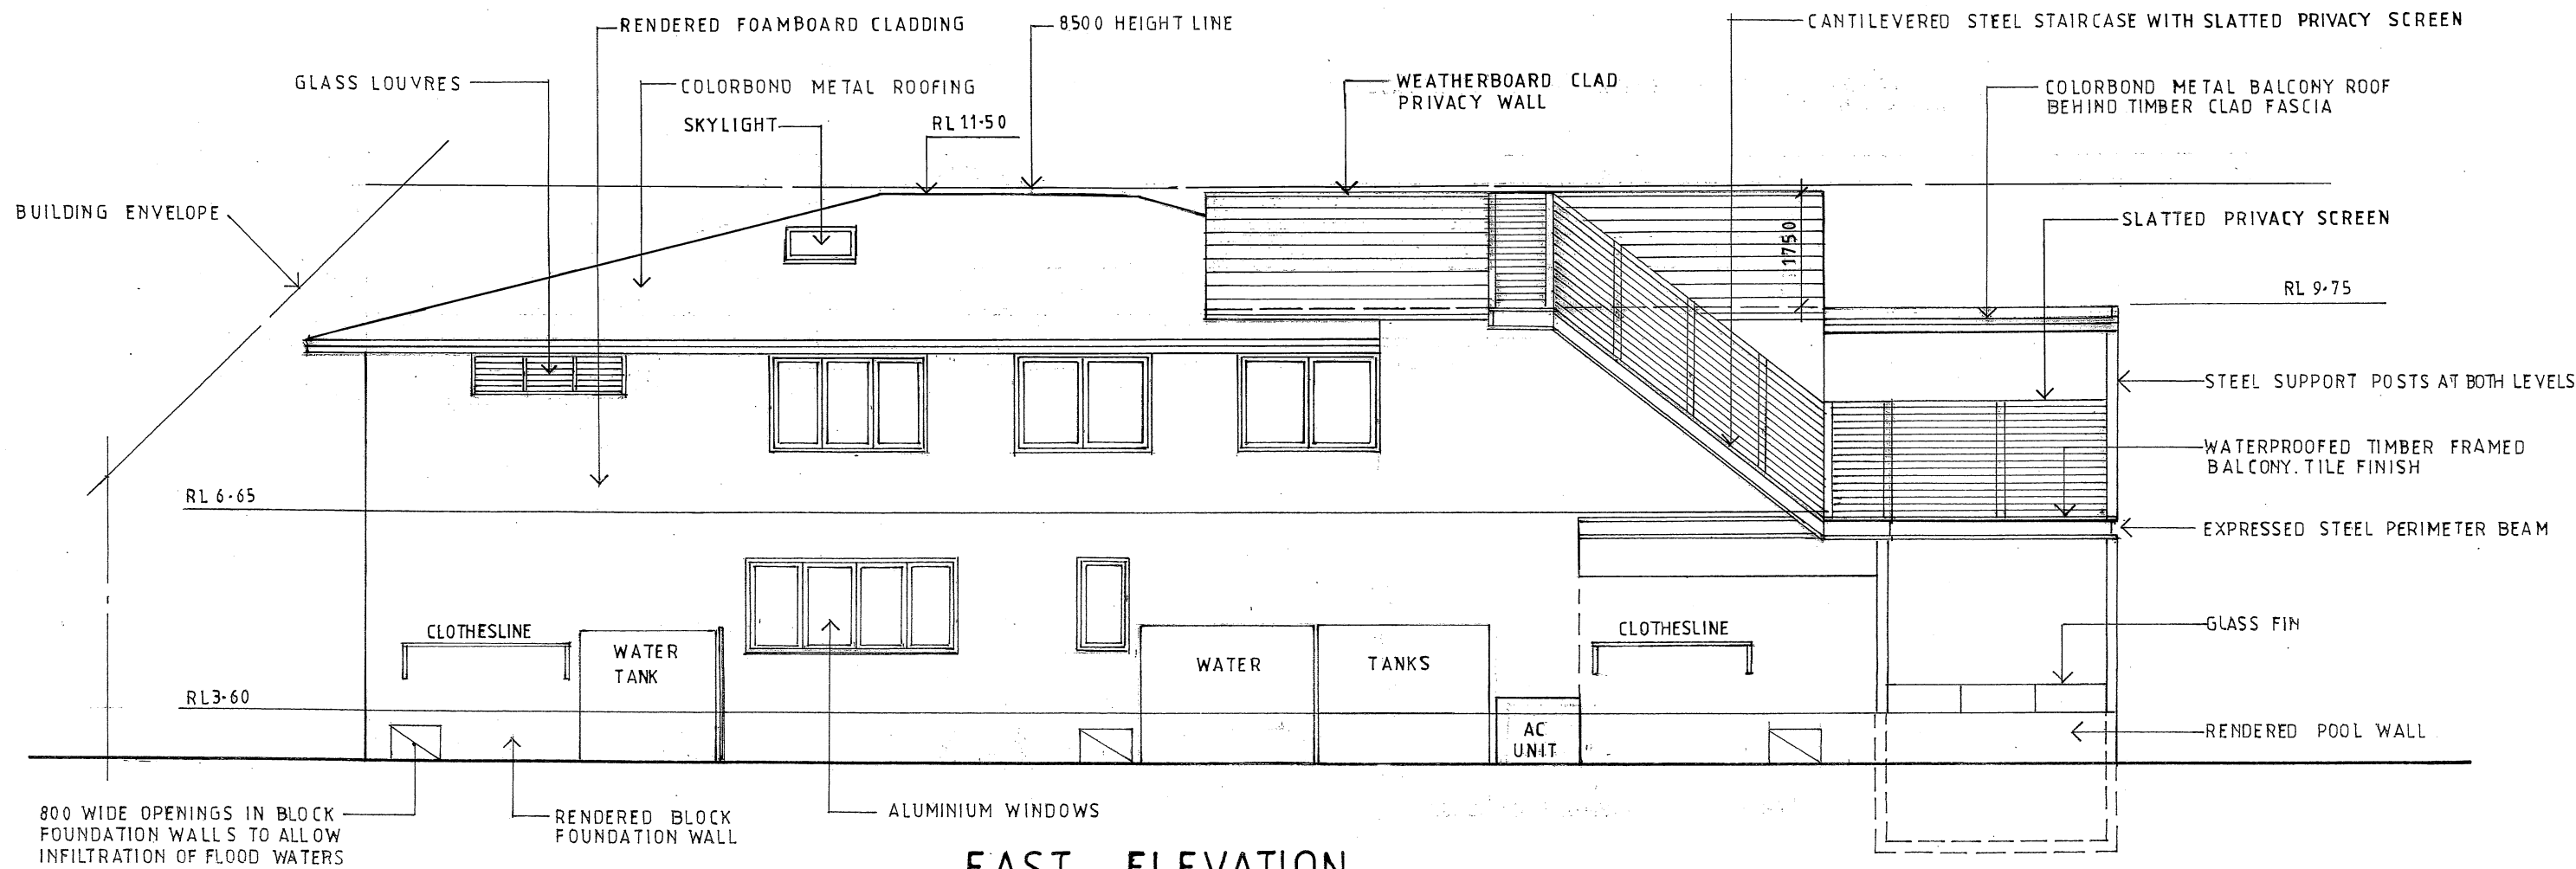 RENDERED FOAMBOARD CLADDING
8500 HEIGHT LINE
CANTILEVERED STEEL STAIRCASE WITH SLATTED PRIVACY SCREEN
GLASS LOUVRES
COLORBOND METAL ROOFING
WEATHERBOARD CLAD
PRIVACY WALL
COLORBOND METAL BALCONY ROOF
BEHIND TIMBER CLAD FASCIA
SKYLIGHT
RL 11·50
BUILDING ENVELOPE
SLATTED PRIVACY SCREEN
1750
RL 9·75
STEEL SUPPORT POSTS AT BOTH LEVELS
WATERPROOFED TIMBER FRAMED
BALCONY. TILE FINISH
RL 6·65
EXPRESSED STEEL PERIMETER BEAM
CLOTHESLINE
WATER
TANK
WATER
TANKS
CLOTHESLINE
GLASS FIN
RL 3·60
AC
UNIT
RENDERED POOL WALL
800 WIDE OPENINGS IN BLOCK
FOUNDATION WALLS TO ALLOW
INFILTRATION OF FLOOD WATERS
RENDERED BLOCK
FOUNDATION WALL
ALUMINIUM WINDOWS
EAST ELEVATION